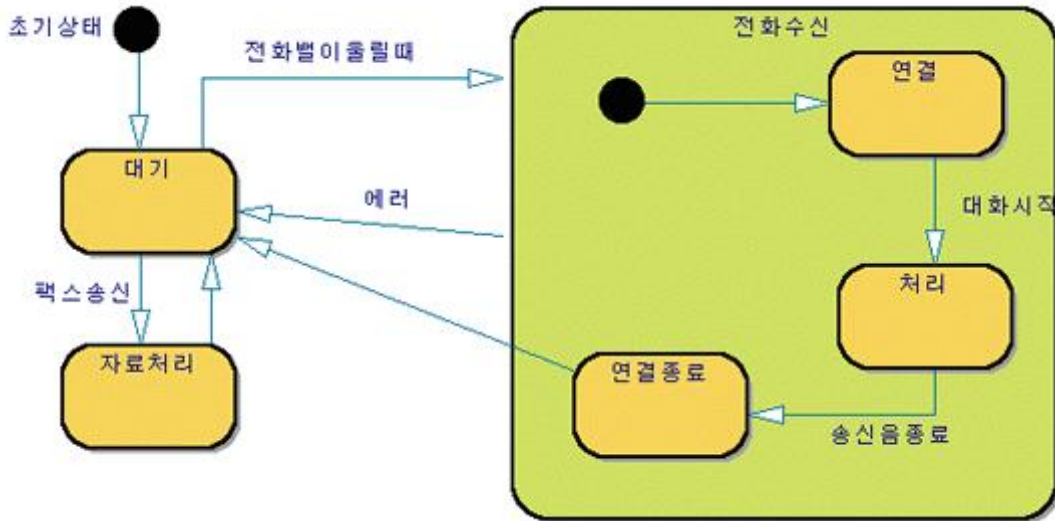 초기상태
전화벨이울릴때
전화수신
연결
대기
에러
대화시작
팩스송신
처리
자료처리
연결종료
송신음종료